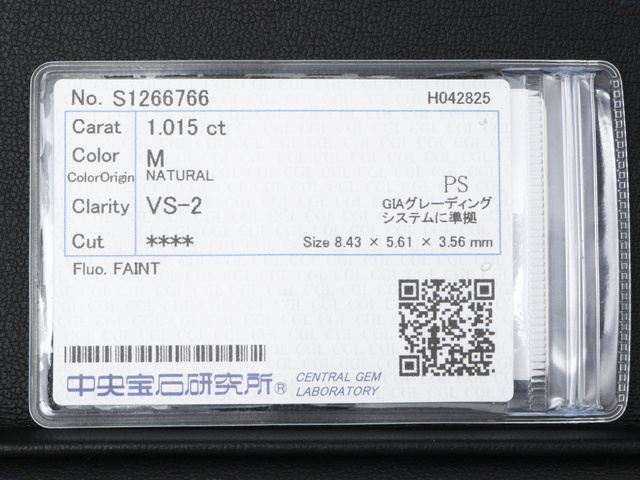 No. S1266766 H042825
Carat 1.015 ct
Color M
ColorOrigin NATURAL
PS
Clarity VS-2
GIAグレーディング
システムに準拠
Cut **** Size 8.43 × 5.61 × 3.56 mm
Fluo. FAINT
中央宝石研究所® CENTRAL GEM
LABORATORY